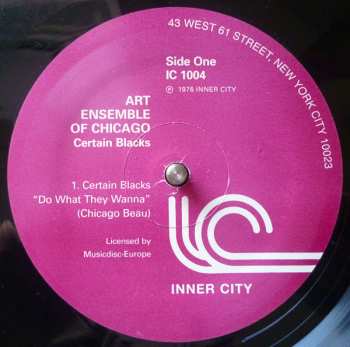 43 WEST 61 STREET, NEW YORK CITY 10023
Side One
IC 1004
℗ 1976 INNER CITY
ART
ENSEMBLE
OF CHICAGO
Certain Blacks
1. Certain Blacks
"Do What They Wanna"
(Chicago Beau)
Licensed by
Musicdisc-Europe
INNER CITY